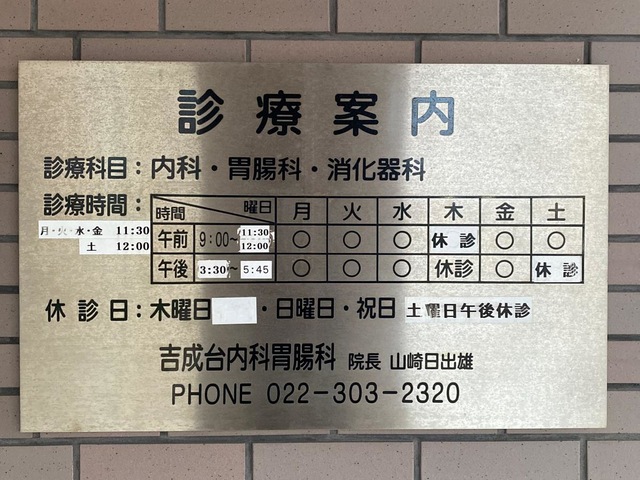 診療案内
診療科目：内科・胃腸科・消化器科
診療時間：
月・火・水・金 11:30
土 12:00
時間 曜日 月 火 水 木 金 土
午前 9:00～11:30 12:00 ○ ○ ○ 休診 ○ ○
午後 3:30～5:45 ○ ○ ○ 休診 ○ 休診
休診日：木曜日・日曜日・祝日 土曜日午後休診
吉成台内科胃腸科 院長 山崎日出雄
PHONE 022－303－2320